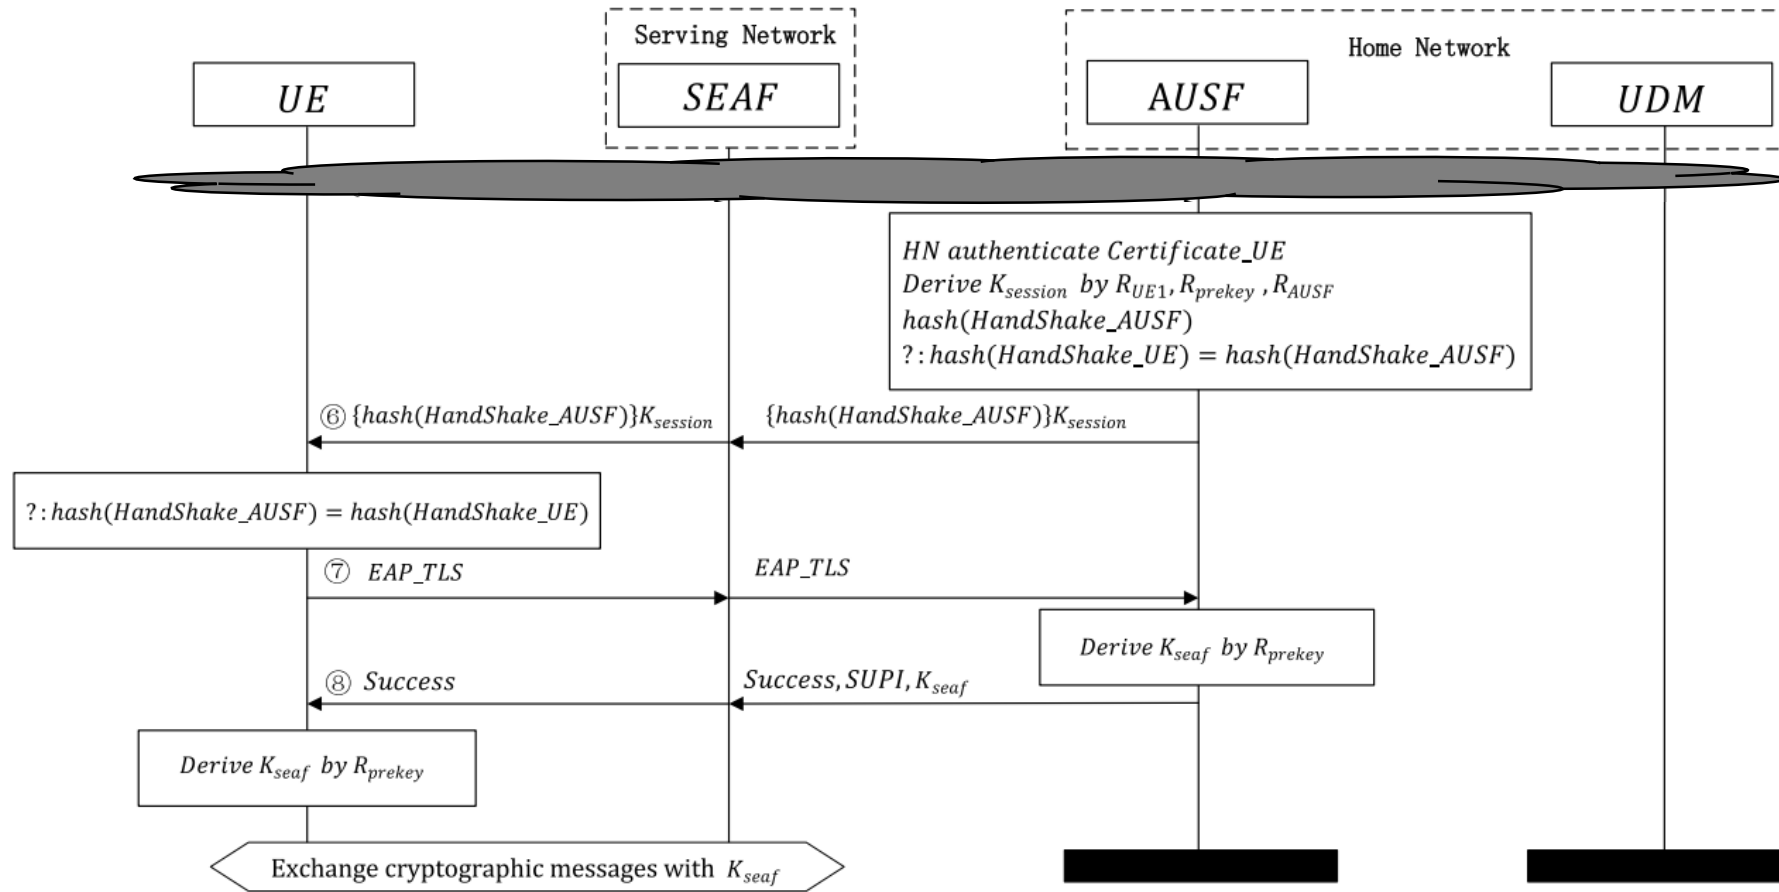 Serving Network
Home Network
UE
SEAF
AUSF
UDM
HN authenticate Certificate_UE
Derive K_session by R_UE1, R_prekey , R_AUSF
hash(HandShake_AUSF)
?: hash(HandShake_UE) = hash(HandShake_AUSF)
⑥ {hash(HandShake_AUSF)}K_session
{hash(HandShake_AUSF)}K_session
?: hash(HandShake_AUSF) = hash(HandShake_UE)
⑦ EAP_TLS
EAP_TLS
Derive K_seaf by R_prekey
⑧ Success
Success, SUPI, K_seaf
Derive K_seaf by R_prekey
Exchange cryptographic messages with K_seaf